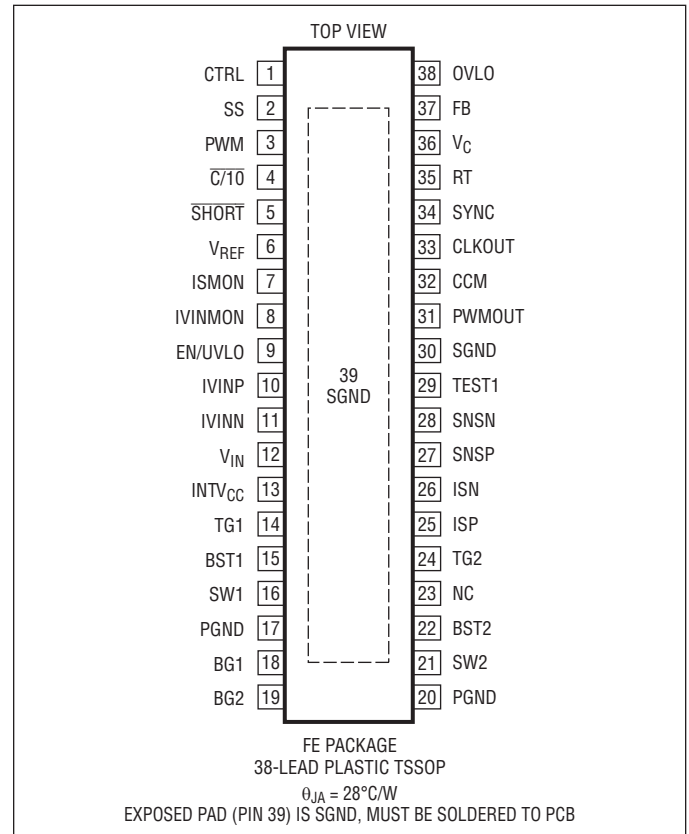 TOP VIEW
CTRL 1 38 OVLO
SS 2 37 FB
PWM 3 36 VC
C/10 4 35 RT
SHORT 5 34 SYNC
VREF 6 33 CLKOUT
ISMON 7 32 CCM
IVINMON 8 31 PWMOUT
EN/UVLO 9 30 SGND
39
SGND
IVINP 10 29 TEST1
IVINN 11 28 SNSN
VIN 12 27 SNSP
INTVCC 13 26 ISN
TG1 14 25 ISP
BST1 15 24 TG2
SW1 16 23 NC
PGND 17 22 BST2
BG1 18 21 SW2
BG2 19 20 PGND
FE PACKAGE
38-LEAD PLASTIC TSSOP
θJA = 28°C/W
EXPOSED PAD (PIN 39) IS SGND, MUST BE SOLDERED TO PCB